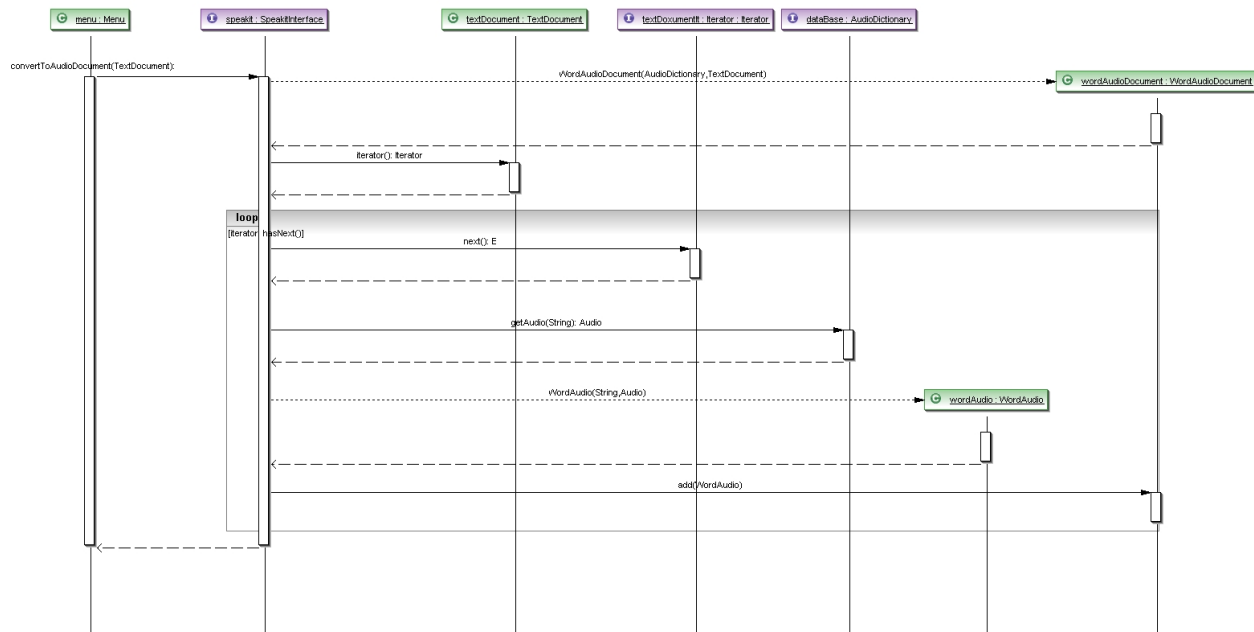 C menu : Menu
I speakit : SpeakitInterface
C textDocument : TextDocument
I textDoxumentIt : Iterator : Iterator
I dataBase : AudioDictionary
convertToAudioDocument(TextDocument):
WordAudioDocument(AudioDictionary,TextDocument)
C wordAudioDocument : WordAudioDocument
iterator(): Iterator
loop
[iterator hasNext()]
next(): E
getAudio(String): Audio
WordAudio(String,Audio)
C wordAudio : WordAudio
add(WordAudio)